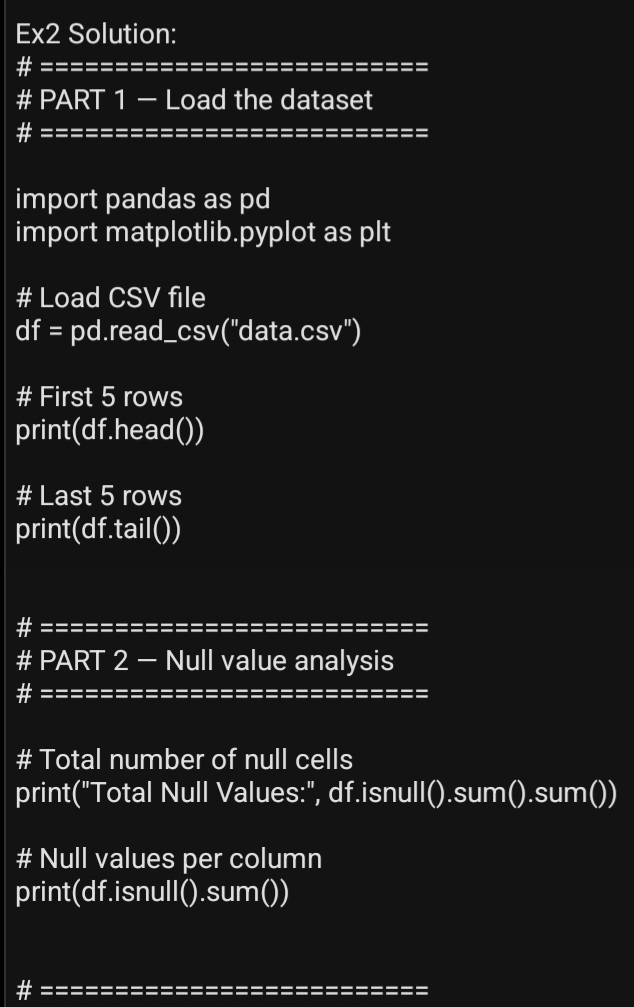 Ex2 Solution:
# ==========================
# PART 1 — Load the dataset
# ==========================
import pandas as pd
import matplotlib.pyplot as plt
# Load CSV file
df = pd.read_csv("data.csv")
# First 5 rows
print(df.head())
# Last 5 rows
print(df.tail())
# ==========================
# PART 2 — Null value analysis
# ==========================
# Total number of null cells
print("Total Null Values:", df.isnull().sum().sum())
# Null values per column
print(df.isnull().sum())
# ==========================